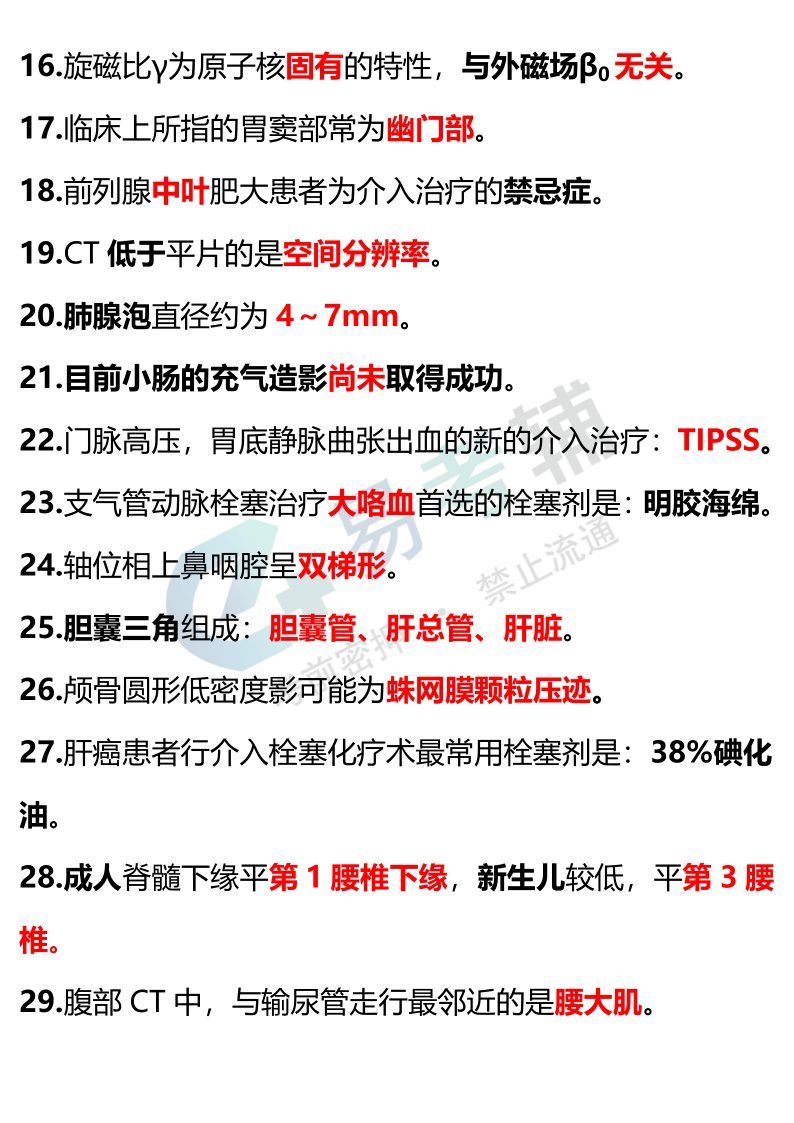 16.旋磁比γ为原子核固有的特性，与外磁场β₀无关。
17.临床上所指的胃窦部常为幽门部。
18.前列腺中叶肥大患者为介入治疗的禁忌症。
19.CT 低于平片的是空间分辨率。
20.肺腺泡直径约为 4～7mm。
21.目前小肠的充气造影尚未取得成功。
22.门脉高压，胃底静脉曲张出血的新的介入治疗：TIPSS。
23.支气管动脉栓塞治疗大咯血首选的栓塞剂是：明胶海绵。
24.轴位相上鼻咽腔呈双梯形。
25.胆囊三角组成：胆囊管、肝总管、肝脏。
26.颅骨圆形低密度影可能为蛛网膜颗粒压迹。
27.肝癌患者行介入栓塞化疗术最常用栓塞剂是：38%碘化
油。
28.成人脊髓下缘平第 1 腰椎下缘，新生儿较低，平第 3 腰
椎。
29.腹部 CT 中，与输尿管走行最邻近的是腰大肌。
易考辅
考前密押 · 禁止流通